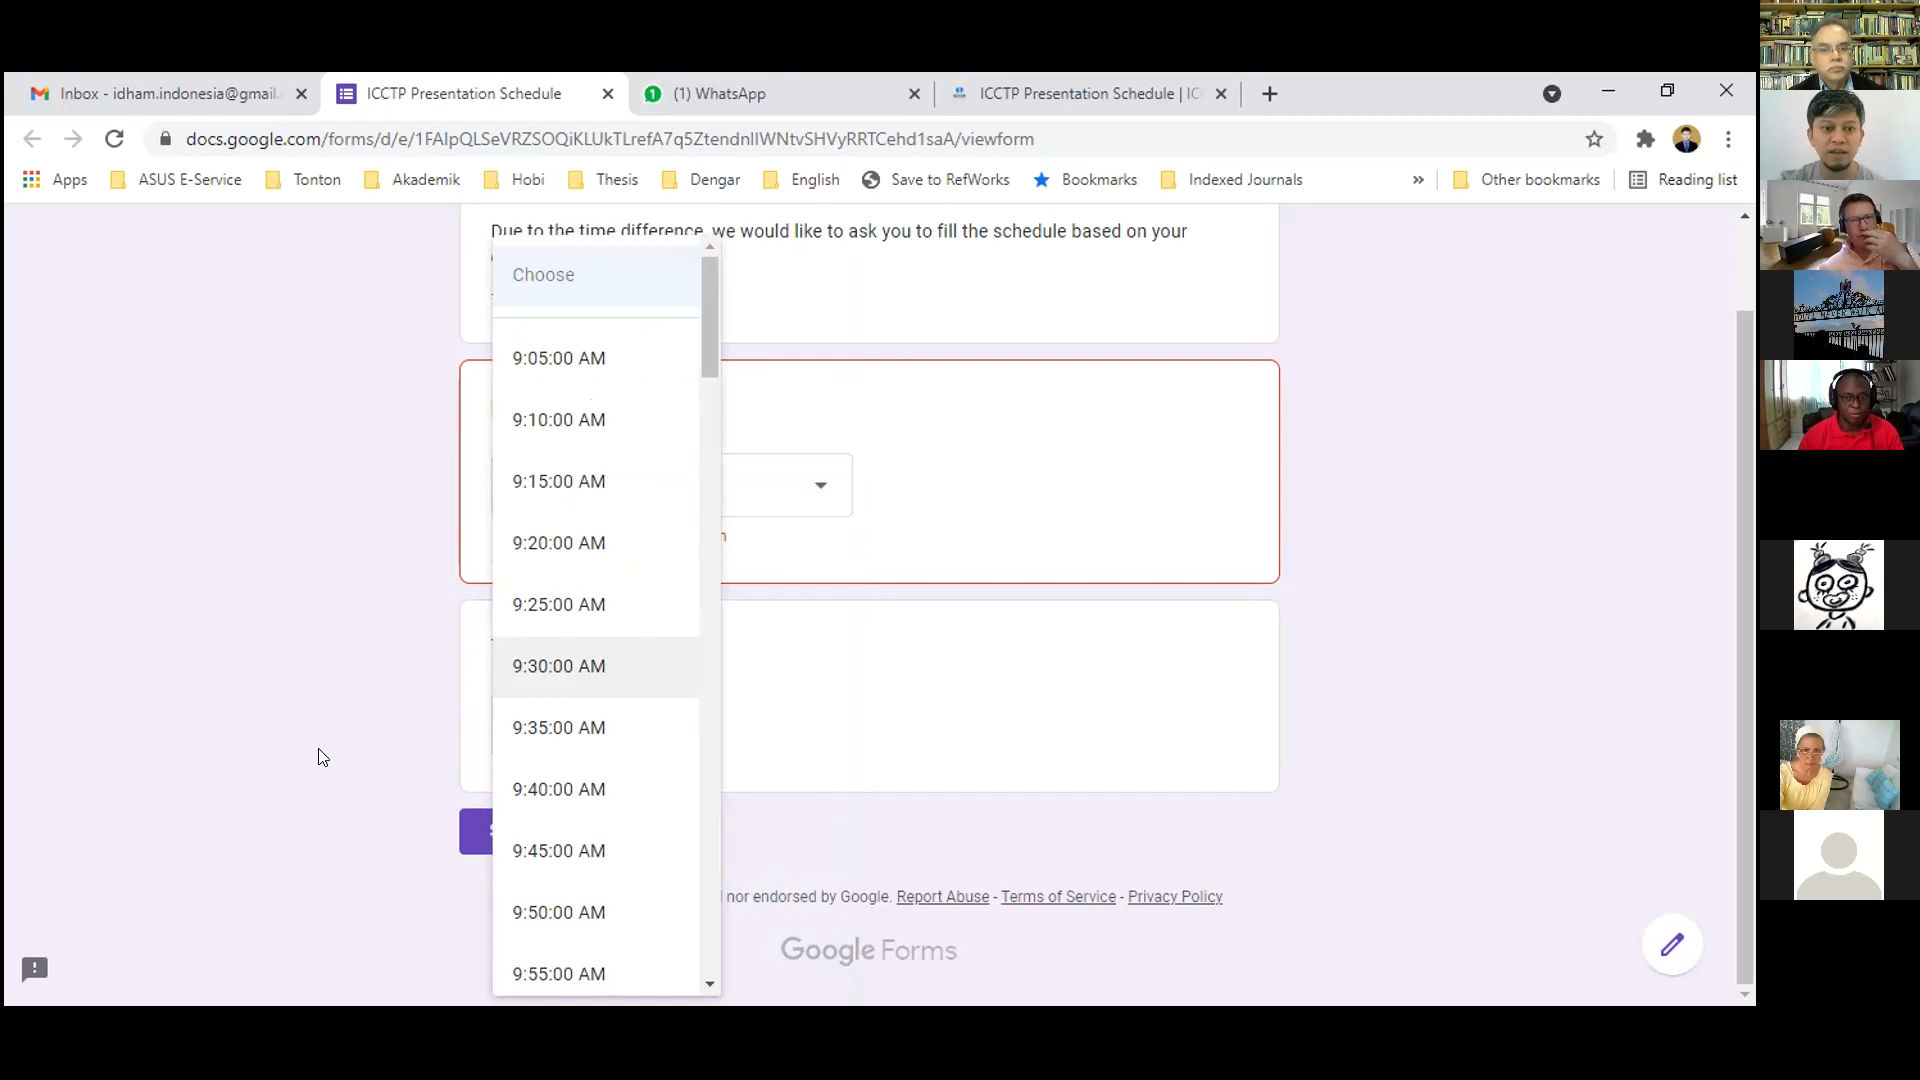 Inbox - idham.indonesia@gmail.
ICCTP Presentation Schedule
(1) WhatsApp
ICCTP Presentation Schedule | IC
docs.google.com/forms/d/e/1FAIpQLSeVRZSOQiKLUkTLrefA7q5ZtendnlIWNtvSHVyRRTCehd1saA/viewform
Apps
ASUS E-Service
Tonton
Akademik
Hobi
Thesis
Dengar
English
Save to RefWorks
Bookmarks
Indexed Journals
Other bookmarks
Reading list
Due to the time difference, we would like to ask you to fill the schedule based on your
Choose
9:05:00 AM
9:10:00 AM
9:15:00 AM
9:20:00 AM
9:25:00 AM
9:30:00 AM
9:35:00 AM
9:40:00 AM
9:45:00 AM
9:50:00 AM
9:55:00 AM
nor endorsed by Google. Report Abuse - Terms of Service - Privacy Policy
Google Forms